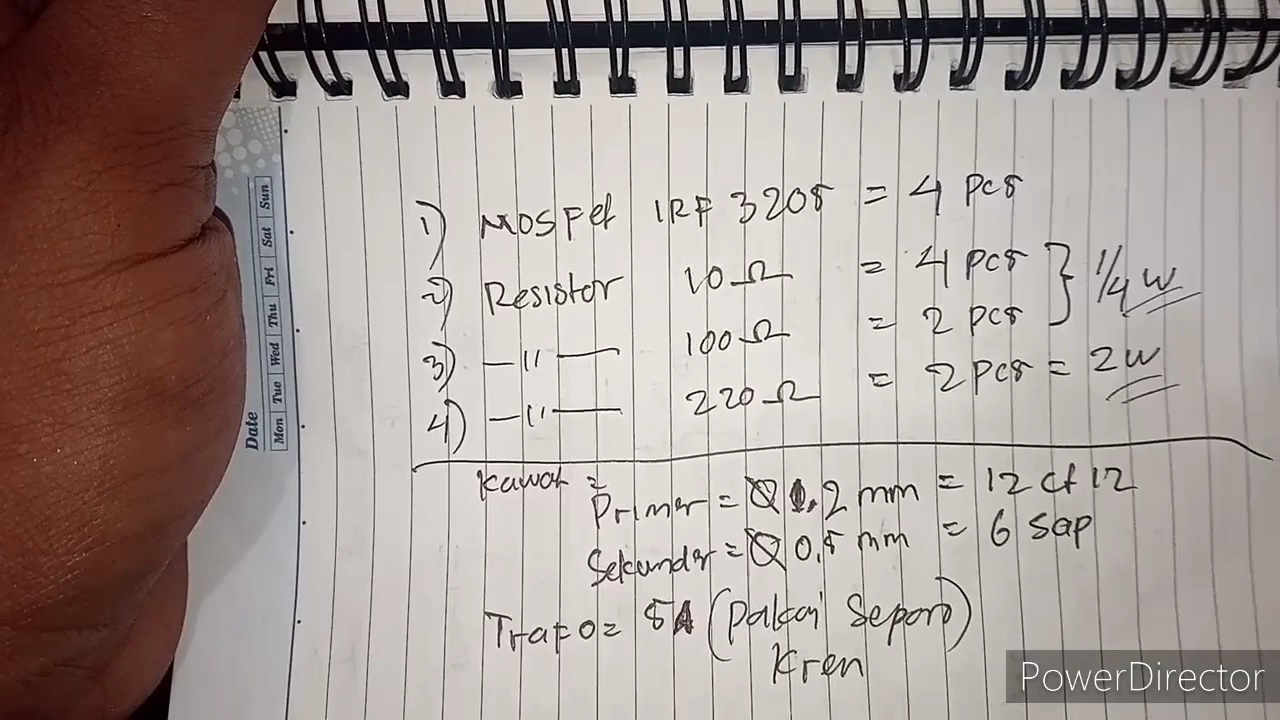 1) MOSFet IRF 3205 = 4 pcs
2) Resistor 10 Ω = 4 pcs } 1/4 w
3) —"— 100 Ω = 2 pcs
4) —"— 220 Ω = 2 pcs = 2w
Kawat =
Primer = Ø 1.2 mm = 12 ct 12
Sekunder = Ø 0,5 mm = 6 sap
Trafo = 5A (Pakai Separo)
Kren
Date
Mon Tue Wed Thu Fri Sat Sun
PowerDirector